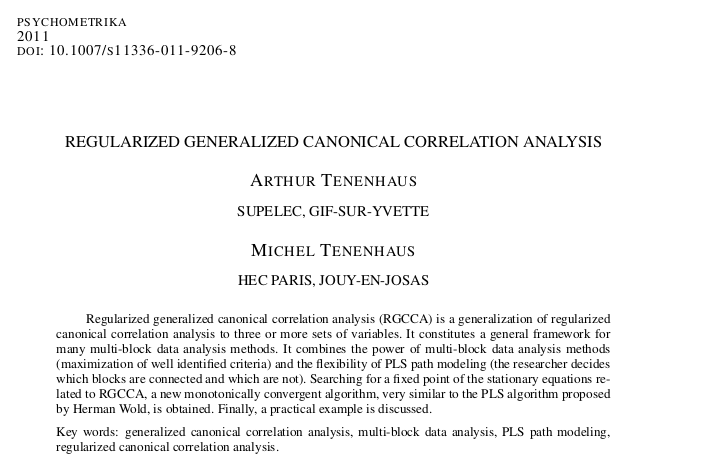 PSYCHOMETRIKA
2011
DOI: 10.1007/S11336-011-9206-8
REGULARIZED GENERALIZED CANONICAL CORRELATION ANALYSIS
ARTHUR TENENHAUS
SUPELEC, GIF-SUR-YVETTE
MICHEL TENENHAUS
HEC PARIS, JOUY-EN-JOSAS
Regularized generalized canonical correlation analysis (RGCCA) is a generalization of regularized
canonical correlation analysis to three or more sets of variables. It constitutes a general framework for
many multi-block data analysis methods. It combines the power of multi-block data analysis methods
(maximization of well identified criteria) and the flexibility of PLS path modeling (the researcher decides
which blocks are connected and which are not). Searching for a fixed point of the stationary equations re-
lated to RGCCA, a new monotonically convergent algorithm, very similar to the PLS algorithm proposed
by Herman Wold, is obtained. Finally, a practical example is discussed.
Key words: generalized canonical correlation analysis, multi-block data analysis, PLS path modeling,
regularized canonical correlation analysis.